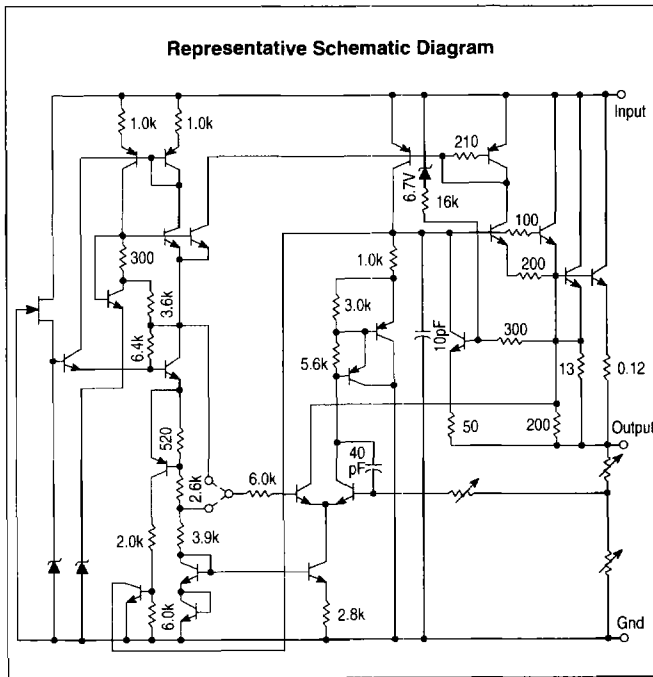 Representative Schematic Diagram
Input
1.0k
1.0k
210
6.7V
16k
100
300
200
1.0k
3.6k
3.0k
10pF
300
6.4k
5.6k
13
0.12
50
200
Output
520
40
pF
2.6k
6.0k
2.0k
3.9k
6.0k
2.8k
Gnd